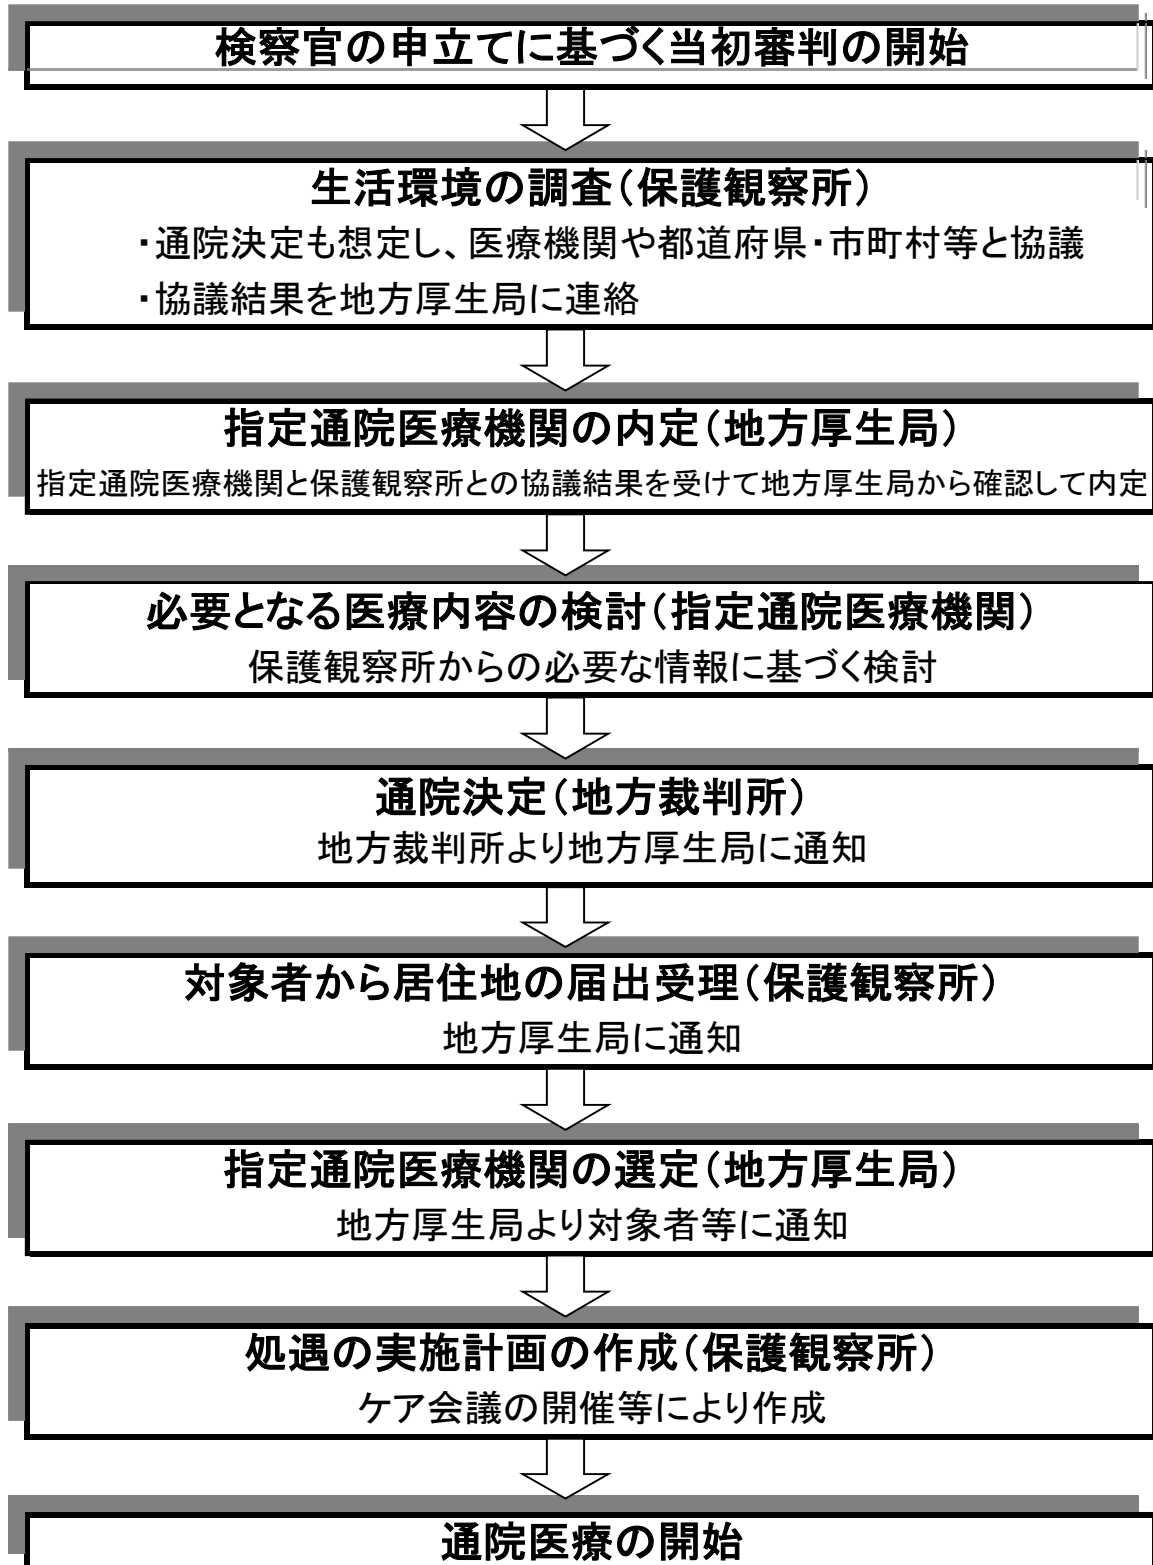 検察官の申立てに基づく当初審判の開始
生活環境の調査(保護観察所)
・通院決定も想定し、医療機関や都道府県・市町村等と協議
・協議結果を地方厚生局に連絡
指定通院医療機関の内定(地方厚生局)
指定通院医療機関と保護観察所との協議結果を受けて地方厚生局から確認して内定
必要となる医療内容の検討(指定通院医療機関)
保護観察所からの必要な情報に基づく検討
通院決定(地方裁判所)
地方裁判所より地方厚生局に通知
対象者から居住地の届出受理(保護観察所)
地方厚生局に通知
指定通院医療機関の選定(地方厚生局)
地方厚生局より対象者等に通知
処遇の実施計画の作成(保護観察所)
ケア会議の開催等により作成
通院医療の開始